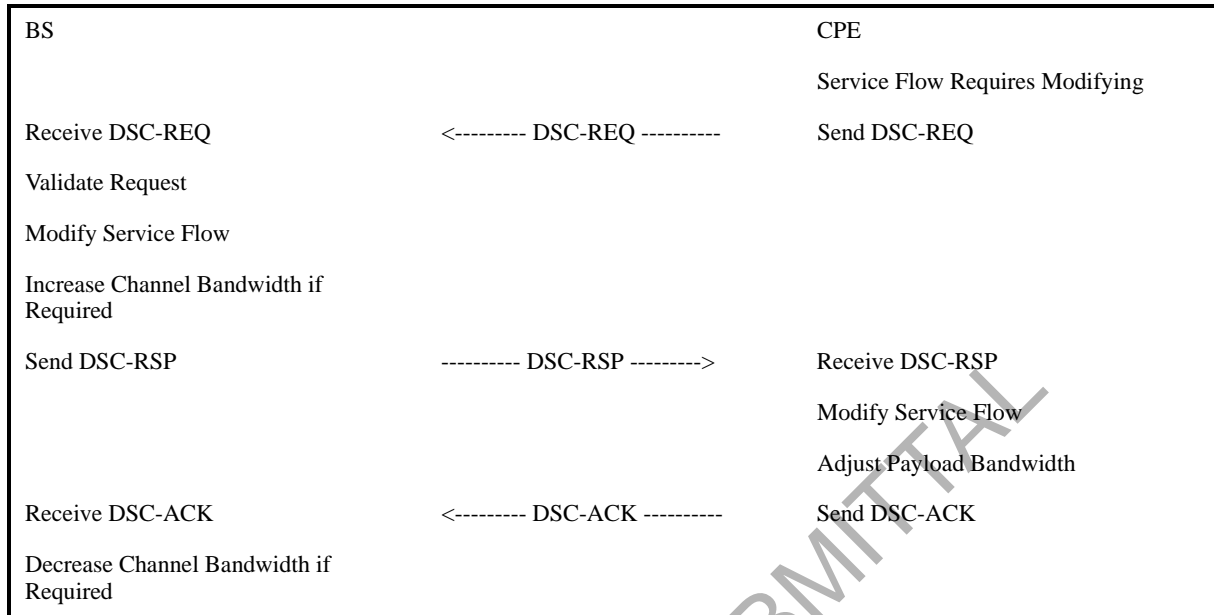 BS CPE
Service Flow Requires Modifying
Receive DSC-REQ <--------- DSC-REQ ---------- Send DSC-REQ
Validate Request
Modify Service Flow
Increase Channel Bandwidth if
Required
Send DSC-RSP ---------- DSC-RSP ---------> Receive DSC-RSP
Modify Service Flow
Adjust Payload Bandwidth
Receive DSC-ACK <--------- DSC-ACK ---------- Send DSC-ACK
Decrease Channel Bandwidth if
Required